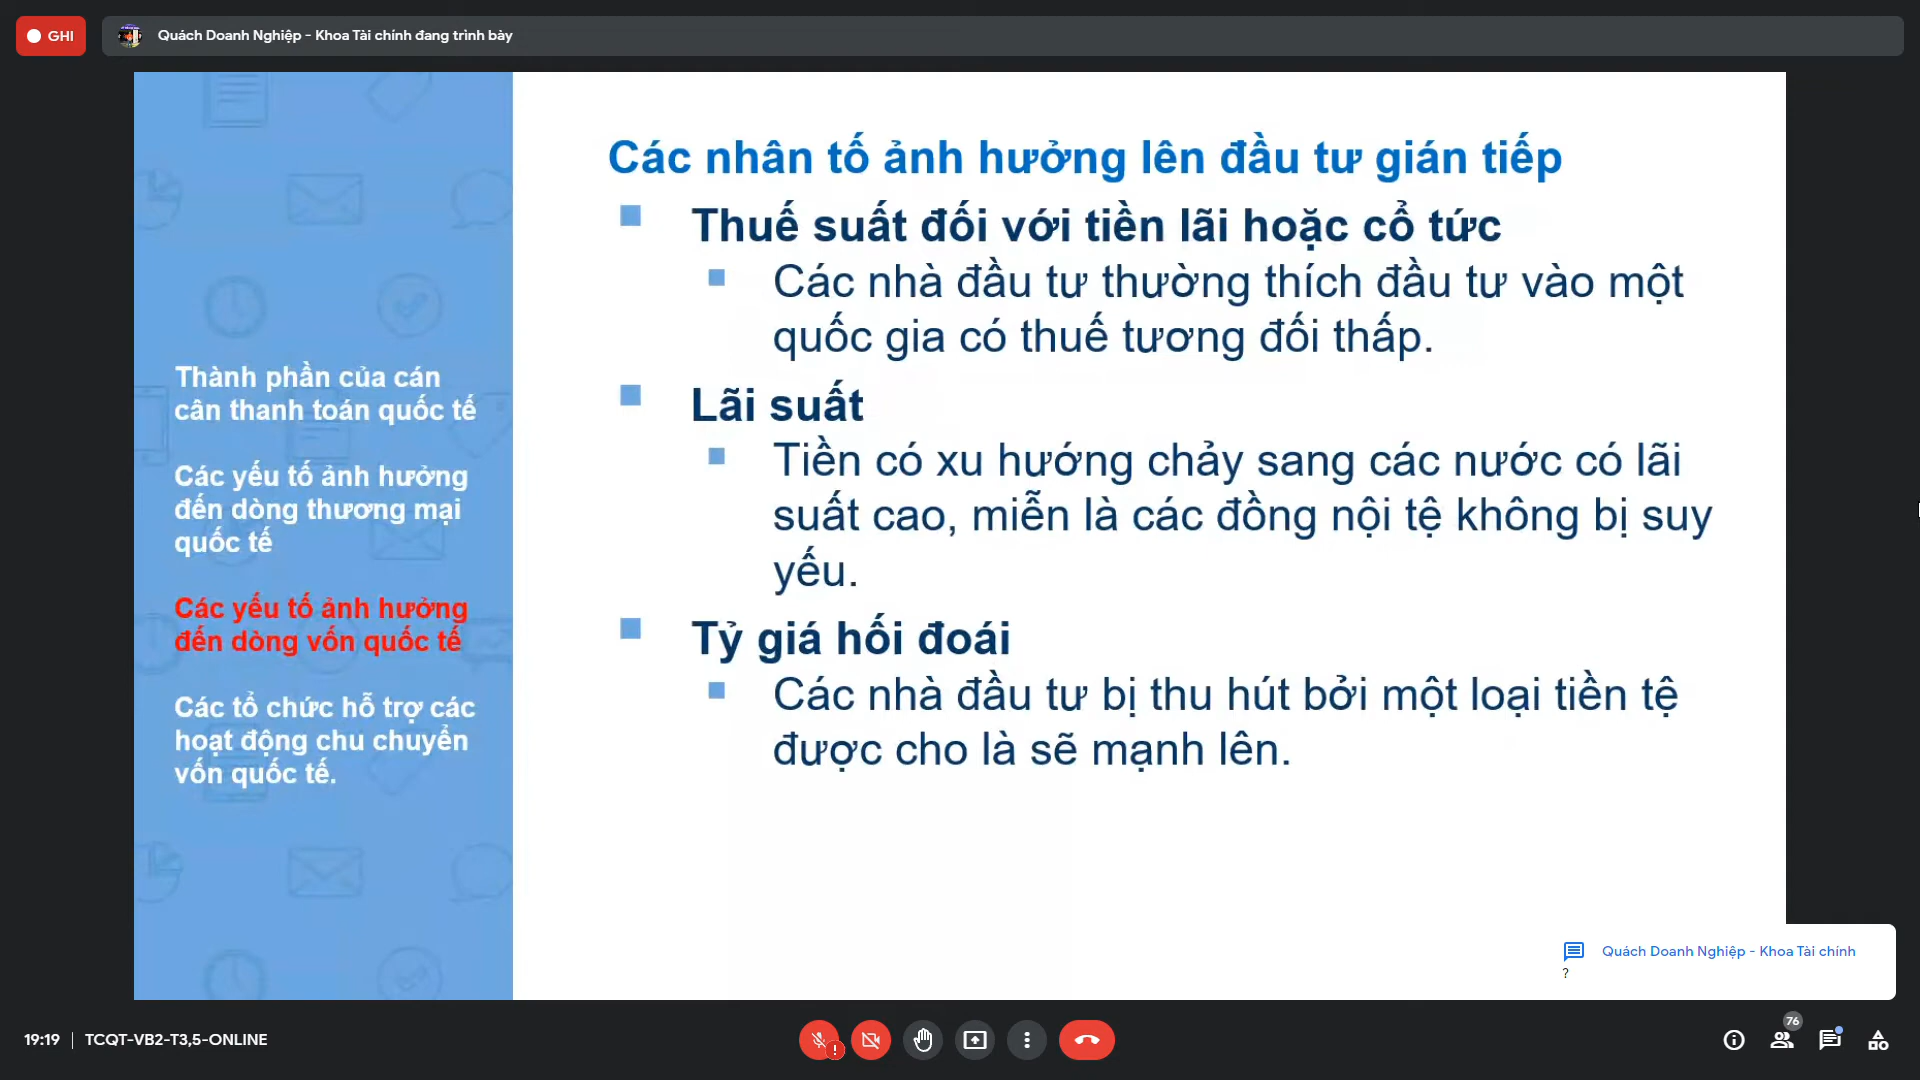 GHI
Quách Doanh Nghiệp - Khoa Tài chính đang trình bày
Thành phần của cán
cân thanh toán quốc tế
Các yếu tố ảnh hưởng
đến dòng thương mại
quốc tế
Các yếu tố ảnh hưởng
đến dòng vốn quốc tế
Các tổ chức hỗ trợ các
hoạt động chu chuyển
vốn quốc tế.
Các nhân tố ảnh hưởng lên đầu tư gián tiếp
Thuế suất đối với tiền lãi hoặc cổ tức
Các nhà đầu tư thường thích đầu tư vào một
quốc gia có thuế tương đối thấp.
Lãi suất
Tiền có xu hướng chảy sang các nước có lãi
suất cao, miễn là các đồng nội tệ không bị suy
yếu.
Tỷ giá hối đoái
Các nhà đầu tư bị thu hút bởi một loại tiền tệ
được cho là sẽ mạnh lên.
Quách Doanh Nghiệp - Khoa Tài chính
?
19:19 | TCQT-VB2-T3,5-ONLINE
76